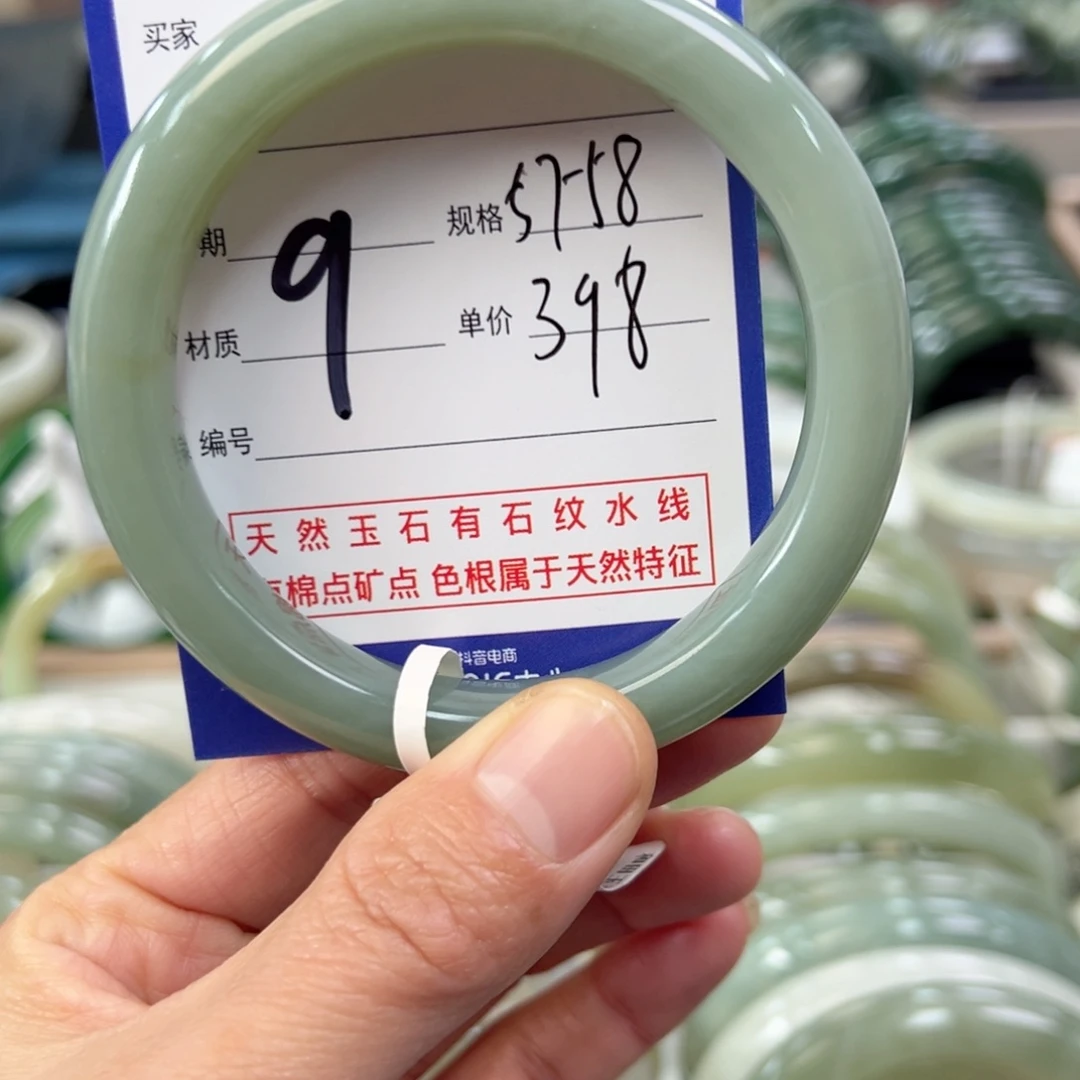 买家
期 9 规格 57-58
材质 单价 398
编号
天然玉石有石纹水线
棉点矿点 色根属于天然特征
抖音电商